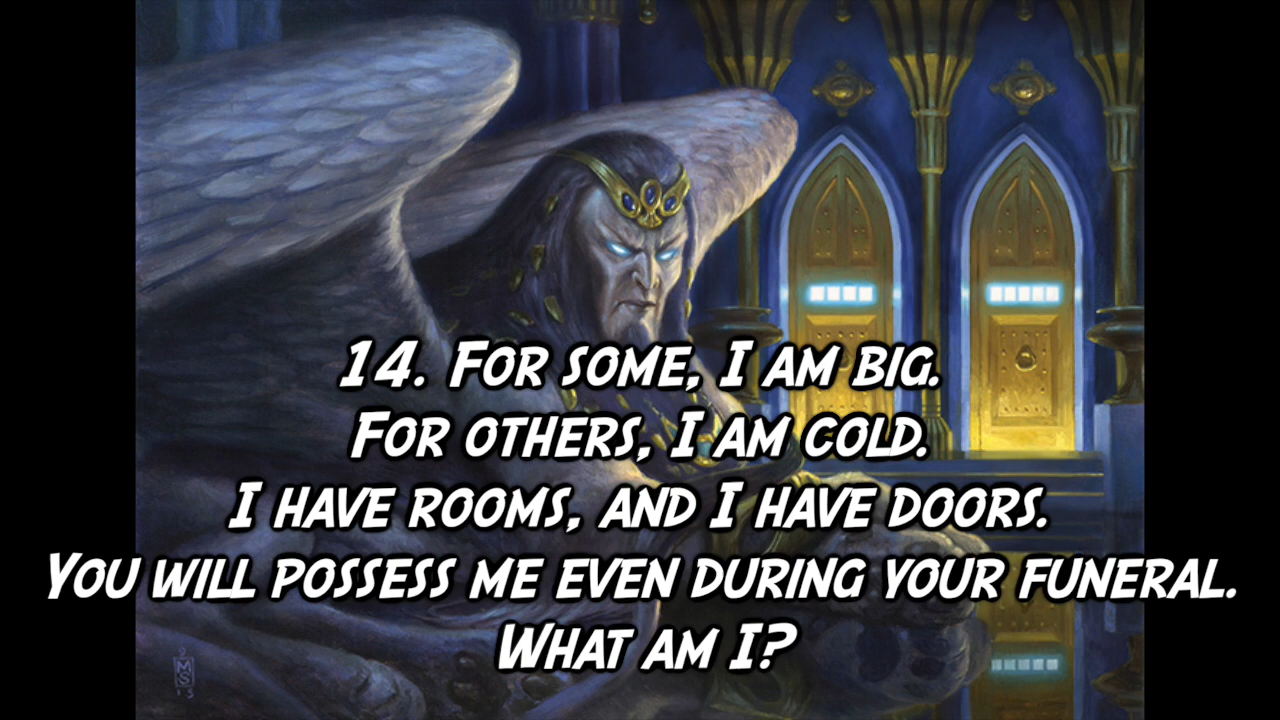 14. For some, I am big.
For others, I am cold.
I have rooms, and I have doors.
You will possess me even during your funeral.
What am I?
MS